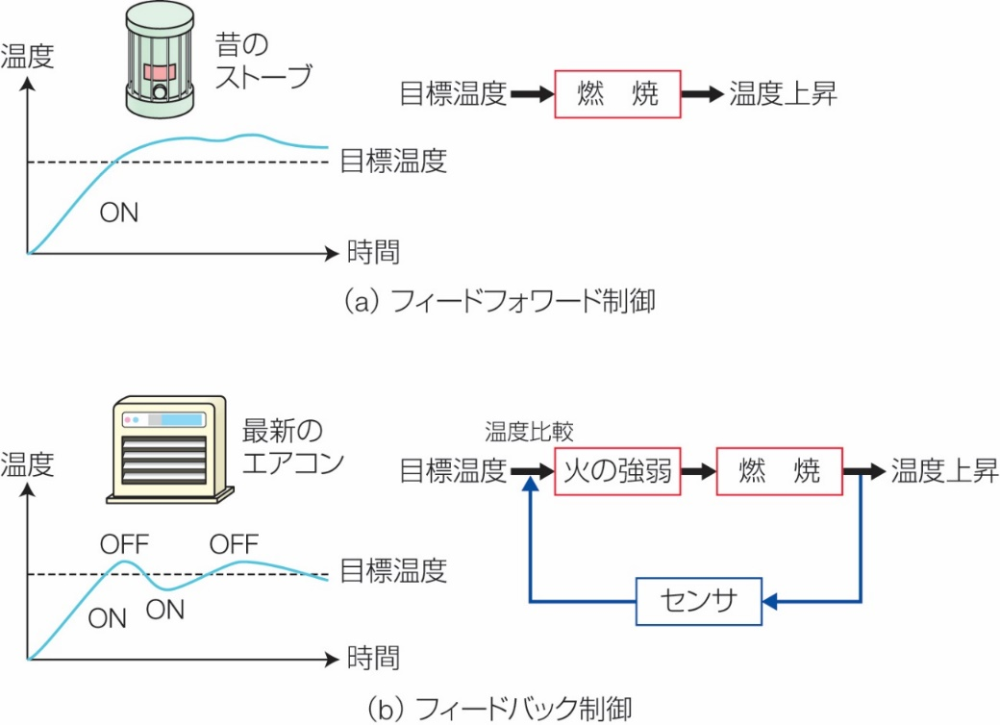 温度
昔の
ストーブ
目標温度
燃　焼
温度上昇
目標温度
ON
時間
（a）フィードフォワード制御
温度
最新の
エアコン
温度比較
目標温度
火の強弱
燃　焼
温度上昇
OFF
OFF
目標温度
ON
ON
センサ
時間
（b）フィードバック制御